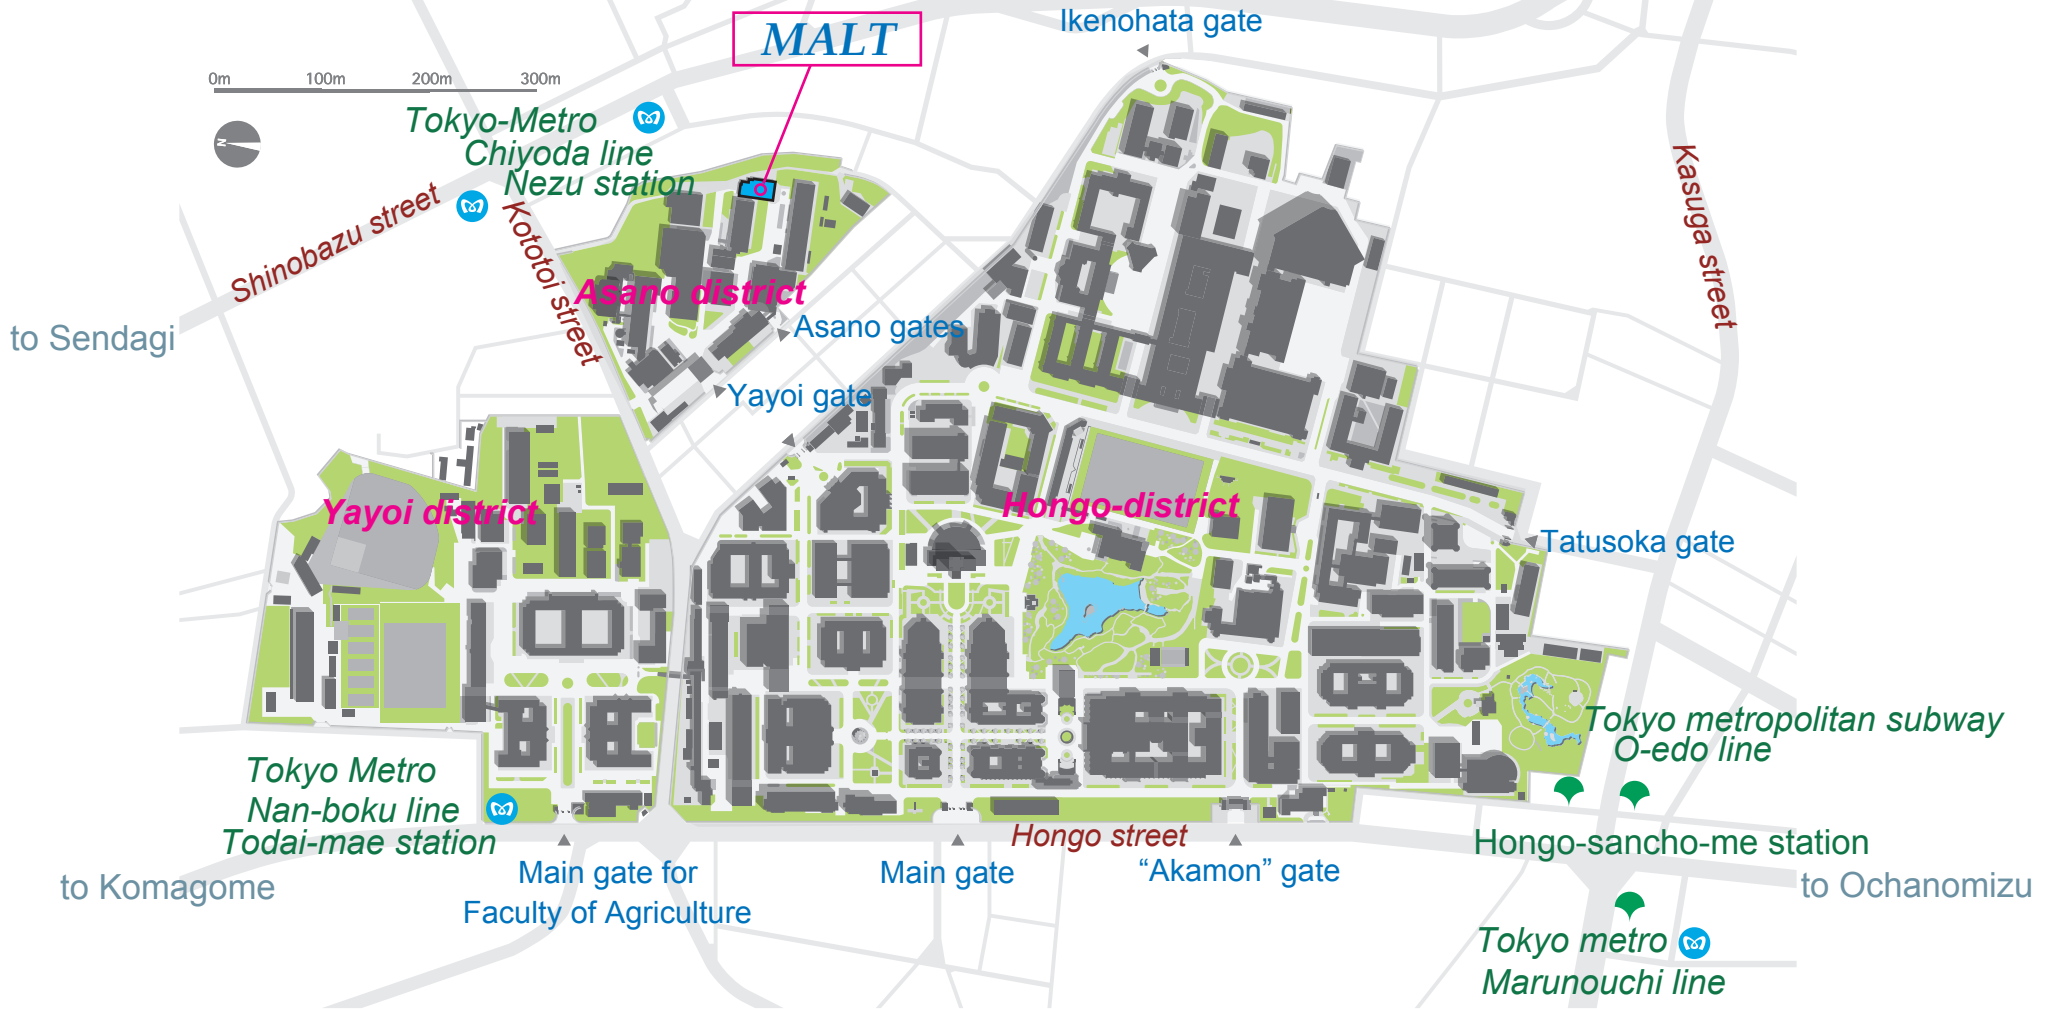 Ikenohata gate
MALT
0m 100m 200m 300m
N
Tokyo-Metro
Chiyoda line
Nezu station
Shinobazu street
Kototoi street
Kasuga street
Asano district
to Sendagi
Asano gates
Yayoi gate
Yayoi district
Hongo-district
Tatusoka gate
Tokyo metropolitan subway
O-edo line
Tokyo Metro
Nan-boku line
Todai-mae station
Hongo street
Hongo-sancho-me station
to Komagome
Main gate for
Faculty of Agriculture
Main gate
“Akamon” gate
to Ochanomizu
Tokyo metro
Marunouchi line